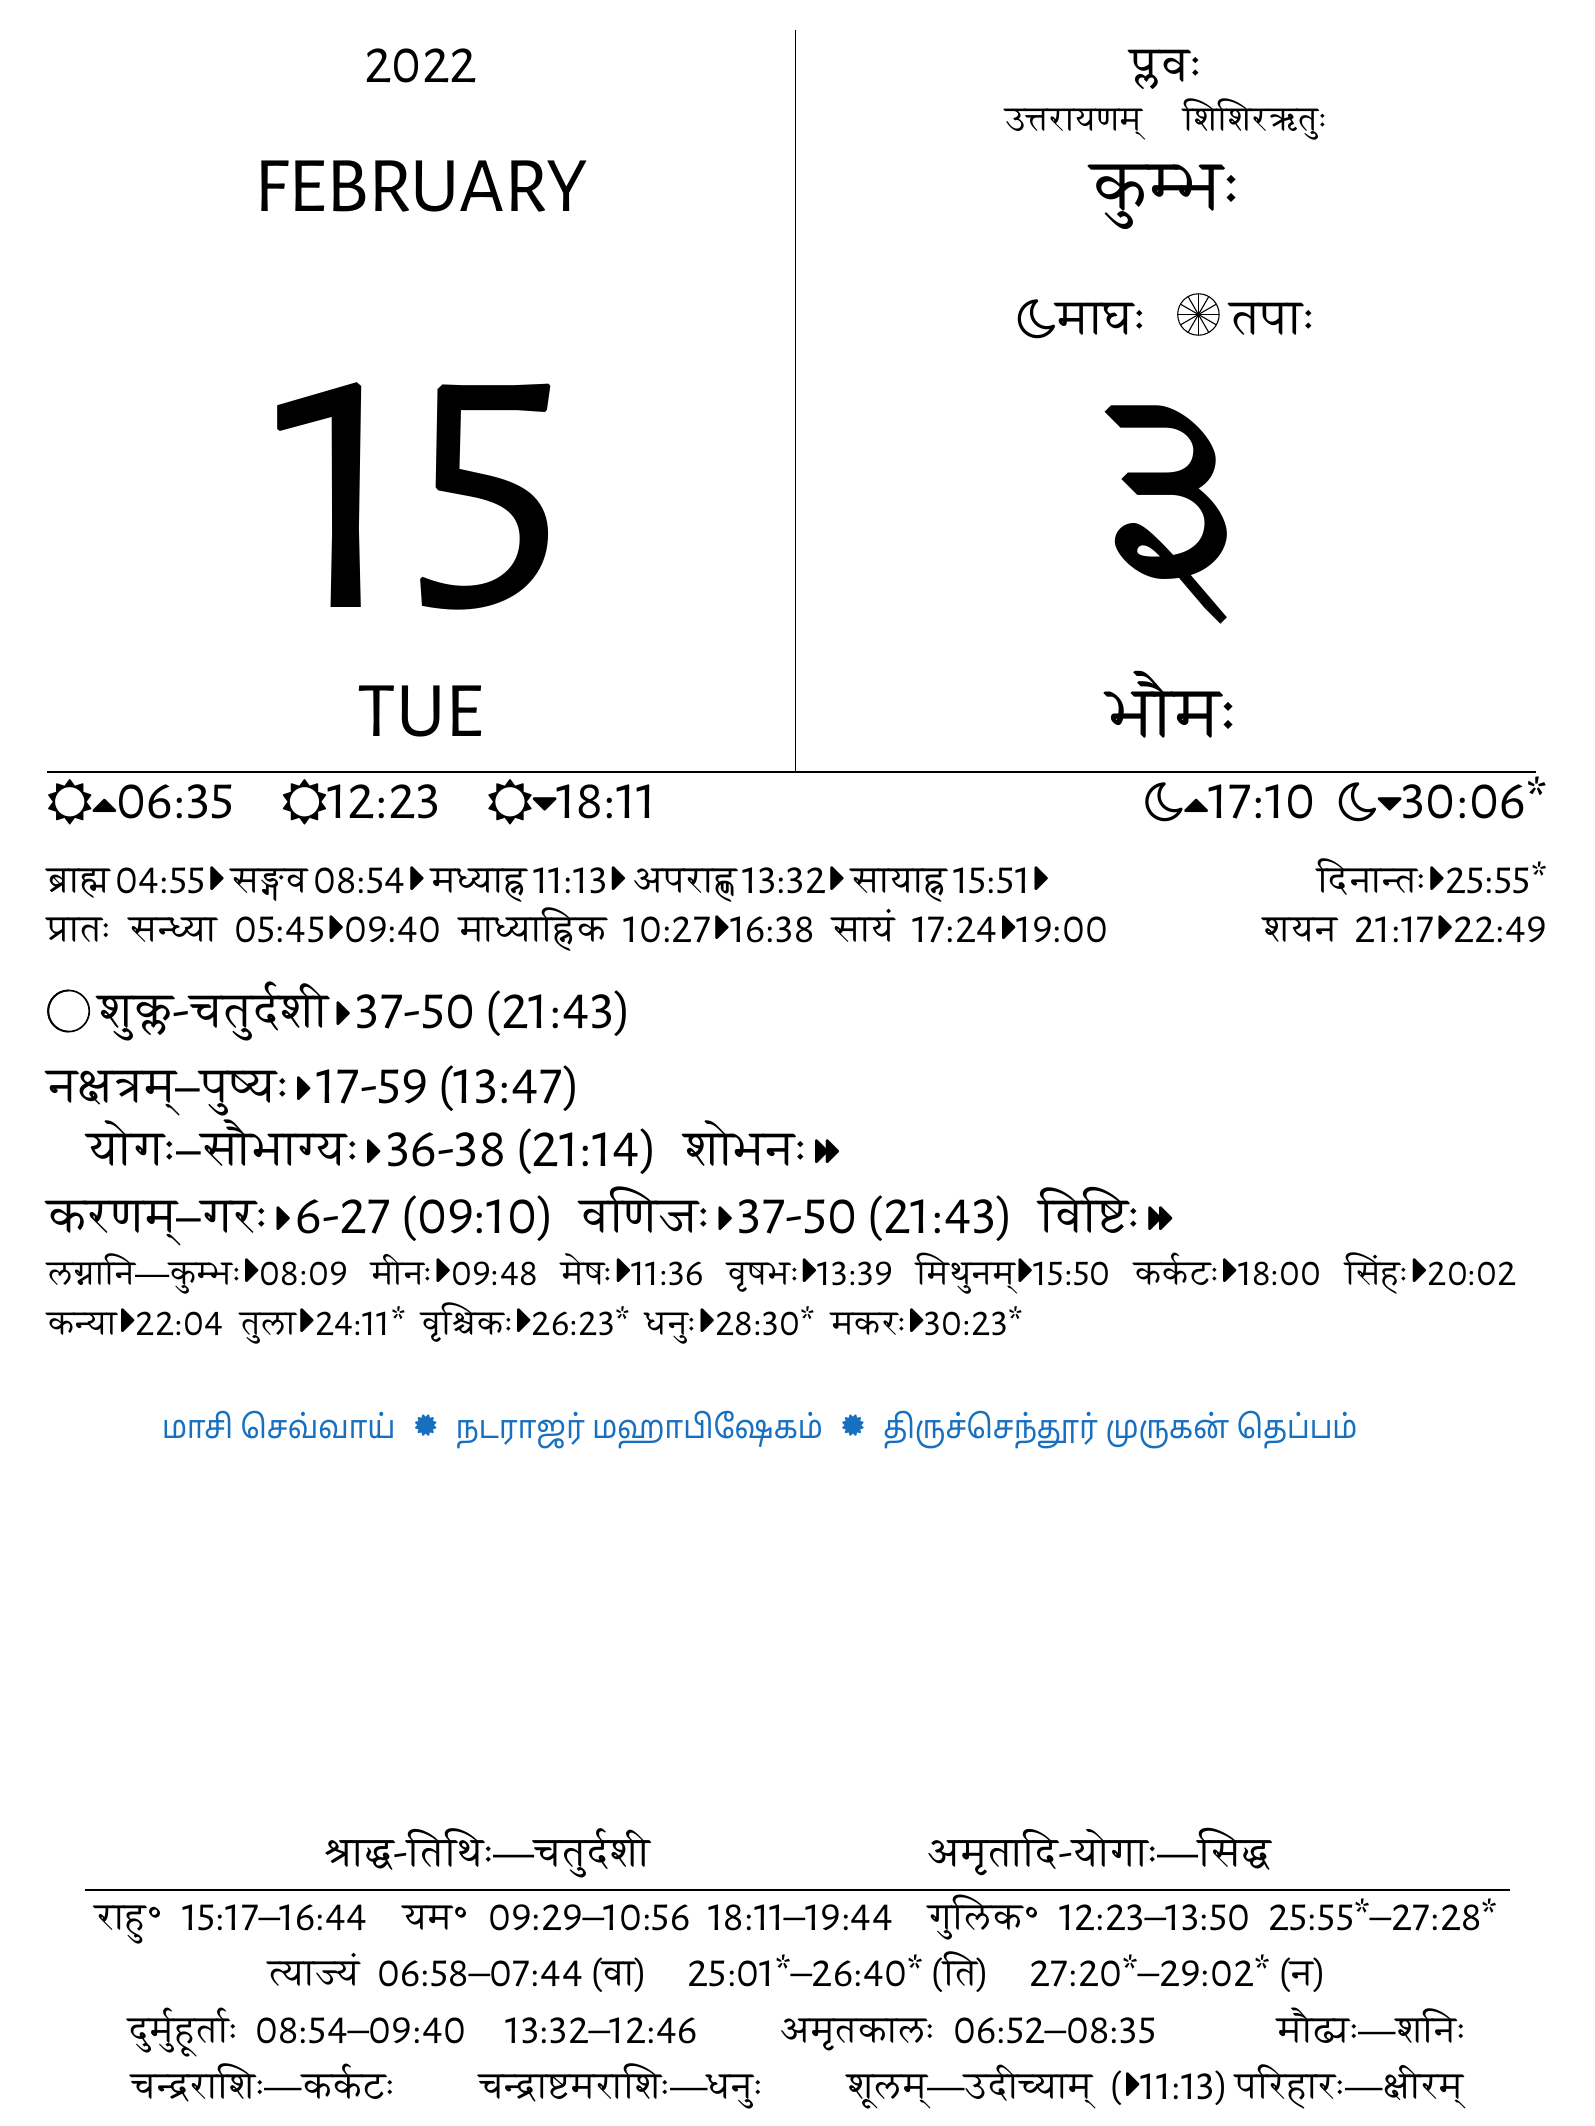 2022
FEBRUARY
15
TUE
प्लवः
उत्तरायणम् शिशिरऋतुः
कुम्भः
माघः तपाः
३
भौमः
06:35 12:23 18:11 17:10 30:06*
ब्राह्म 04:55 सङ्गव 08:54 मध्याह्न 11:13 अपराह्ण 13:32 सायाह्न 15:51 दिनान्तः 25:55*
प्रातः सन्ध्या 05:45 09:40 माध्याह्निक 10:27 16:38 सायं 17:24 19:00 शयन 21:17 22:49
शुक्ल-चतुर्दशी 37-50 (21:43)
नक्षत्रम्–पुष्यः 17-59 (13:47)
योगः–सौभाग्यः 36-38 (21:14) शोभनः
करणम्–गरः 6-27 (09:10) वणिजः 37-50 (21:43) विष्टिः
लग्नानि—कुम्भः 08:09 मीनः 09:48 मेषः 11:36 वृषभः 13:39 मिथुनम् 15:50 कर्कटः 18:00 सिंहः 20:02
कन्या 22:04 तुला 24:11* वृश्चिकः 26:23* धनुः 28:30* मकरः 30:23*
மாசி செவ்வாய் ✹ நடராஜர் மஹாபிஷேகம் ✹ திருச்செந்தூர் முருகன் தெப்பம்
श्राद्ध-तिथिः—चतुर्दशी अमृतादि-योगाः—सिद्ध
राहु॰ 15:17–16:44 यम॰ 09:29–10:56 18:11–19:44 गुलिक॰ 12:23–13:50 25:55*–27:28*
त्याज्यं 06:58–07:44 (वा) 25:01*–26:40* (ति) 27:20*–29:02* (न)
दुर्मुहूर्ताः 08:54–09:40 13:32–12:46 अमृतकालः 06:52–08:35 मौढ्यः—शनिः
चन्द्रराशिः—कर्कटः चन्द्राष्टमराशिः—धनुः शूलम्—उदीच्याम् (11:13) परिहारः—क्षीरम्